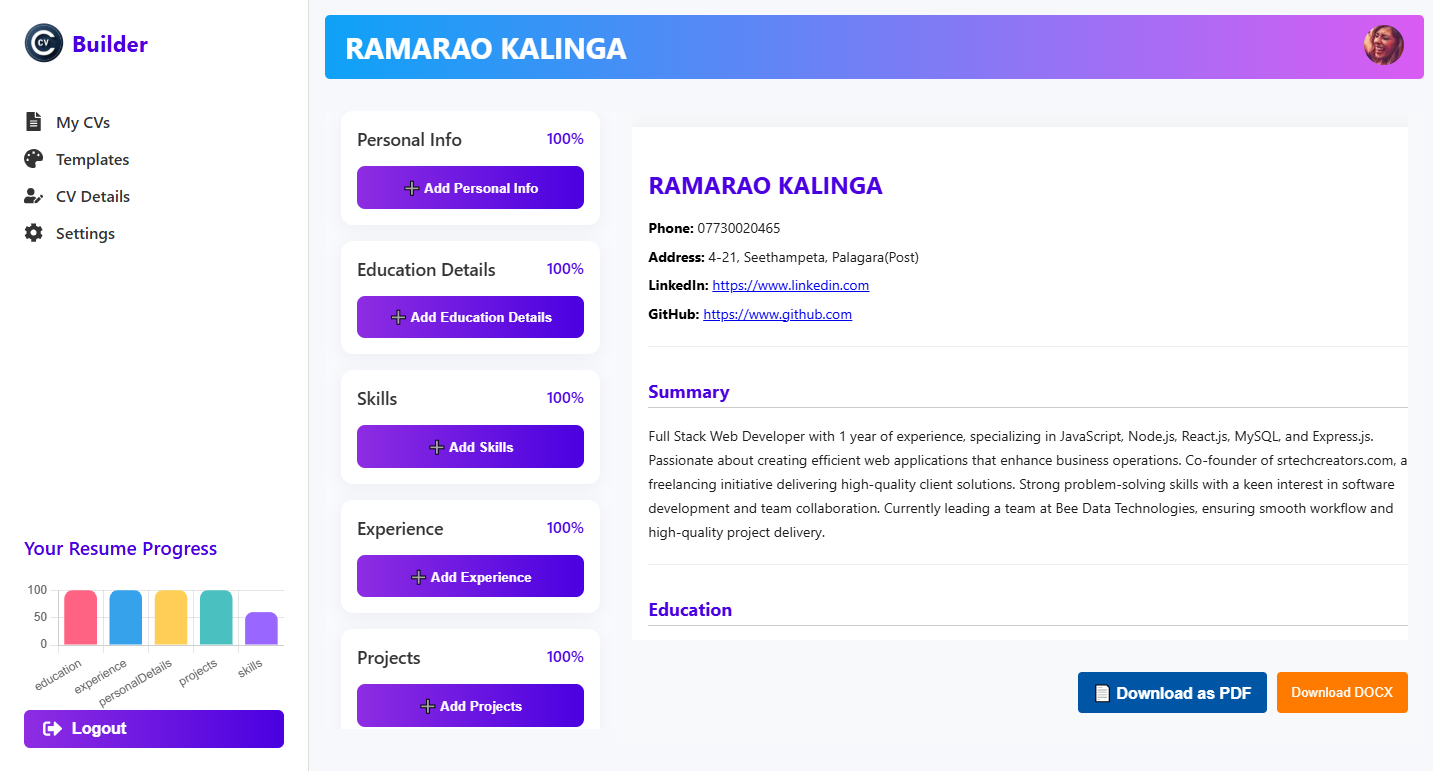 CV
Builder
My CVs
Templates
CV Details
Settings
Your Resume Progress
100
50
0
education
experience
personalDetails
projects
skills
Logout
RAMARAO KALINGA
Personal Info 100%
➕ Add Personal Info
Education Details 100%
➕ Add Education Details
Skills 100%
➕ Add Skills
Experience 100%
➕ Add Experience
Projects 100%
➕ Add Projects
RAMARAO KALINGA
Phone: 07730020465
Address: 4-21, Seethampeta, Palagara(Post)
LinkedIn: https://www.linkedin.com
GitHub: https://www.github.com
Summary
Full Stack Web Developer with 1 year of experience, specializing in JavaScript, Node.js, React.js, MySQL, and Express.js.
Passionate about creating efficient web applications that enhance business operations. Co-founder of srtechcreators.com, a
freelancing initiative delivering high-quality client solutions. Strong problem-solving skills with a keen interest in software
development and team collaboration. Currently leading a team at Bee Data Technologies, ensuring smooth workflow and
high-quality project delivery.
Education
Download as PDF
Download DOCX